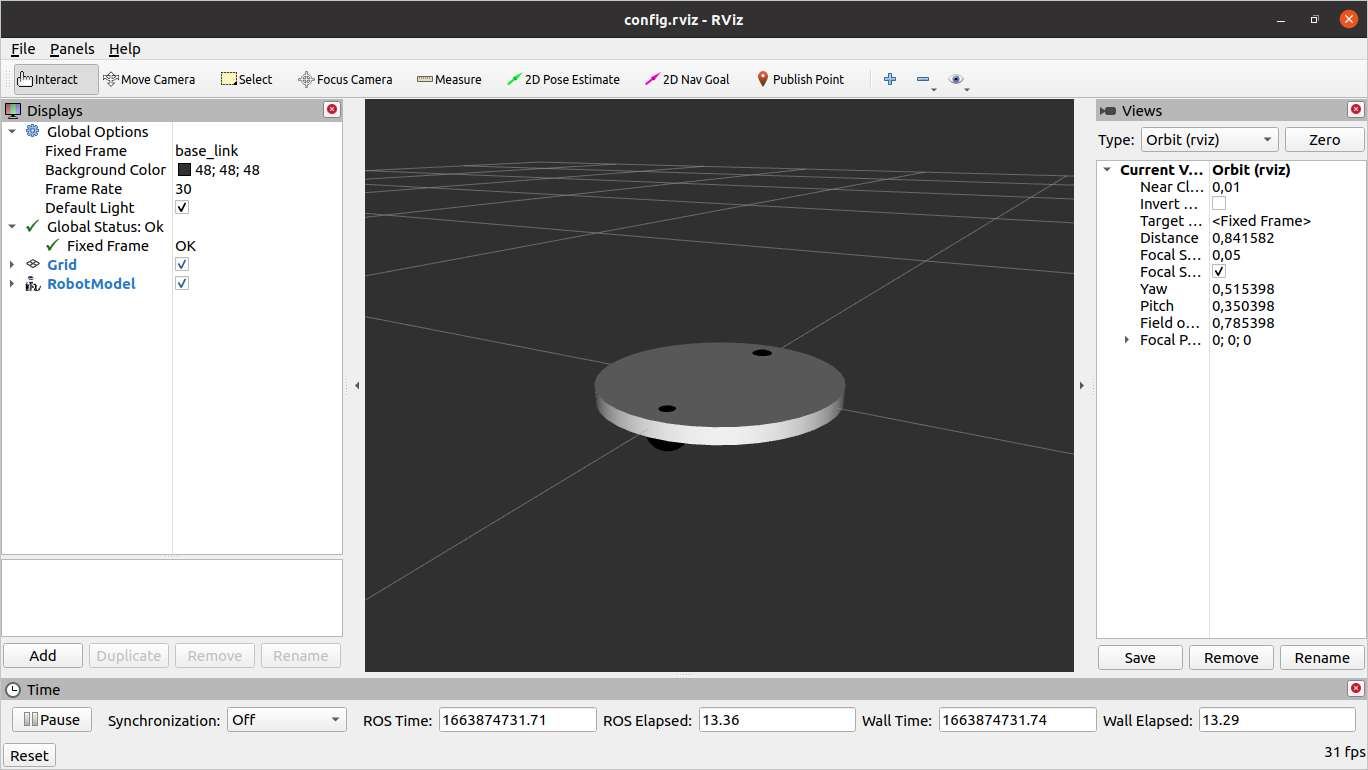 config.rviz - RViz
File Panels Help
Interact Move Camera Select Focus Camera Measure 2D Pose Estimate 2D Nav Goal Publish Point
Displays
Global Options
Fixed Frame base_link
Background Color 48; 48; 48
Frame Rate 30
Default Light
Global Status: Ok
Fixed Frame OK
Grid
RobotModel
Add Duplicate Remove Rename
Views
Type: Orbit (rviz) Zero
Current V... Orbit (rviz)
Near Cl... 0,01
Invert ...
Target ... <Fixed Frame>
Distance 0,841582
Focal S... 0,05
Focal S...
Yaw 0,515398
Pitch 0,350398
Field o... 0,785398
Focal P... 0; 0; 0
Save Remove Rename
Time
Pause Synchronization: Off ROS Time: 1663874731.71 ROS Elapsed: 13.36 Wall Time: 1663874731.74 Wall Elapsed: 13.29
Reset 31 fps